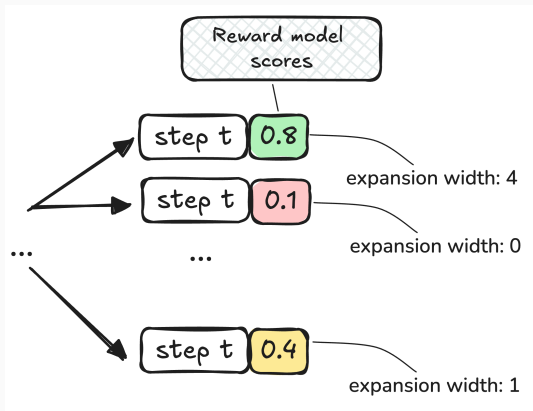 Reward model
scores
step t 0.8
expansion width: 4
step t 0.1
expansion width: 0
...
...
step t 0.4
expansion width: 1